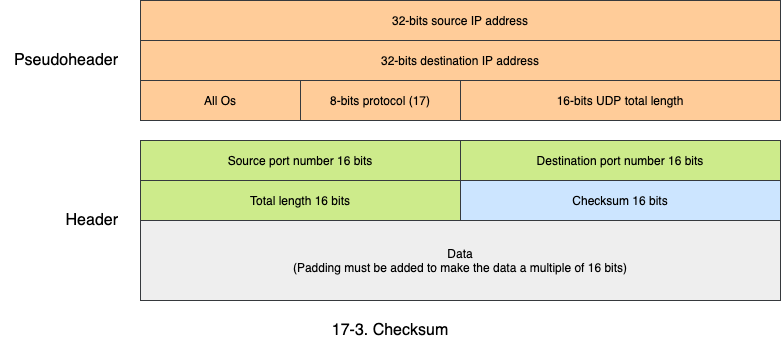 32-bits source IP address
Pseudoheader
32-bits destination IP address
All Os
8-bits protocol (17)
16-bits UDP total length
Source port number 16 bits
Destination port number 16 bits
Header
Total length 16 bits
Checksum 16 bits
Data
(Padding must be added to make the data a multiple of 16 bits)
17-3. Checksum